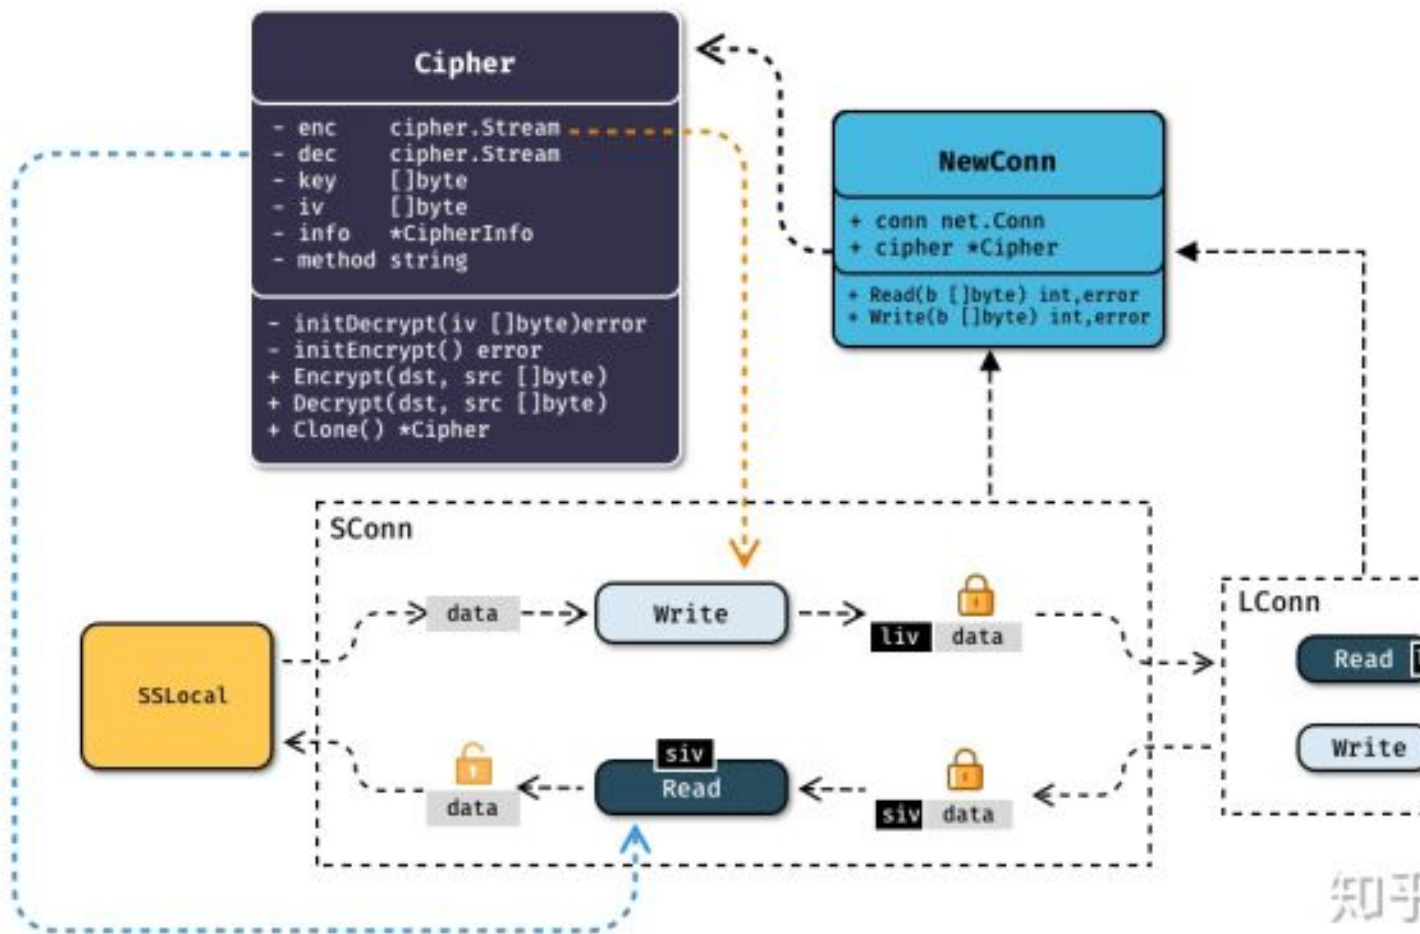 Cipher
- enc cipher.Stream
- dec cipher.Stream
- key []byte
- iv []byte
- info *CipherInfo
- method string
- initDecrypt(iv []byte)error
- initEncrypt() error
+ Encrypt(dst, src []byte)
+ Decrypt(dst, src []byte)
+ Clone() *Cipher
NewConn
+ conn net.Conn
+ cipher *Cipher
+ Read(b []byte) int,error
+ Write(b []byte) int,error
SConn
data
Write
liv data
SSLocal
data
siv
Read
siv data
LConn
Read
Write
知乎